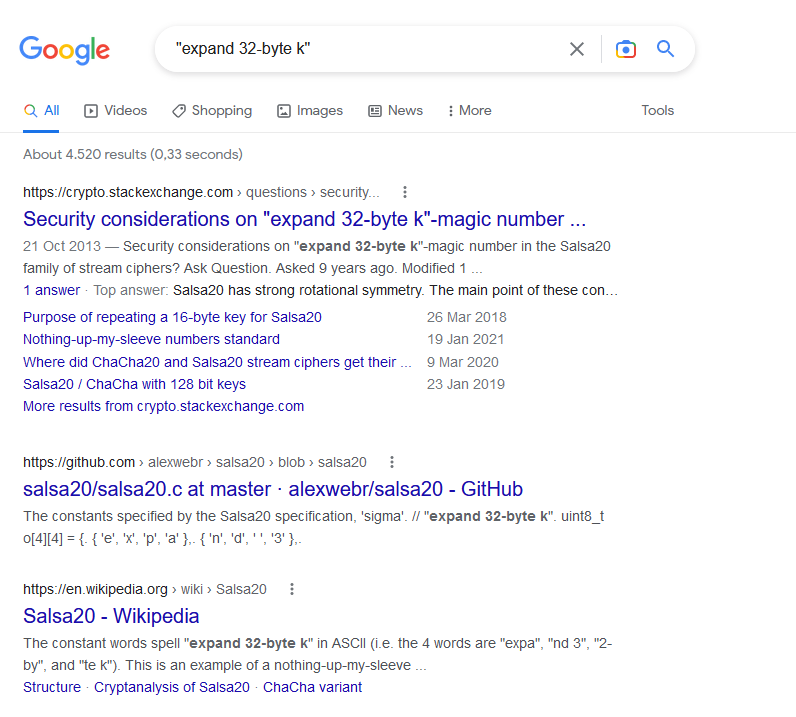 Google
"expand 32-byte k"
All Videos Shopping Images News More Tools
About 4.520 results (0,33 seconds)
https://crypto.stackexchange.com › questions › security...
Security considerations on "expand 32-byte k"-magic number ...
21 Oct 2013 — Security considerations on "expand 32-byte k"-magic number in the Salsa20
family of stream ciphers? Ask Question. Asked 9 years ago. Modified 1 ...
1 answer · Top answer: Salsa20 has strong rotational symmetry. The main point of these con…
Purpose of repeating a 16-byte key for Salsa20 26 Mar 2018
Nothing-up-my-sleeve numbers standard 19 Jan 2021
Where did ChaCha20 and Salsa20 stream ciphers get their ... 9 Mar 2020
Salsa20 / ChaCha with 128 bit keys 23 Jan 2019
More results from crypto.stackexchange.com
https://github.com › alexwebr › salsa20 › blob › salsa20
salsa20/salsa20.c at master · alexwebr/salsa20 - GitHub
The constants specified by the Salsa20 specification, 'sigma'. // "expand 32-byte k". uint8_t
o[4][4] = {. { 'e', 'x', 'p', 'a' },. { 'n', 'd', ' ', '3' },.
https://en.wikipedia.org › wiki › Salsa20
Salsa20 - Wikipedia
The constant words spell "expand 32-byte k" in ASCII (i.e. the 4 words are "expa", "nd 3", "2-
by", and "te k"). This is an example of a nothing-up-my-sleeve ...
Structure · Cryptanalysis of Salsa20 · ChaCha variant